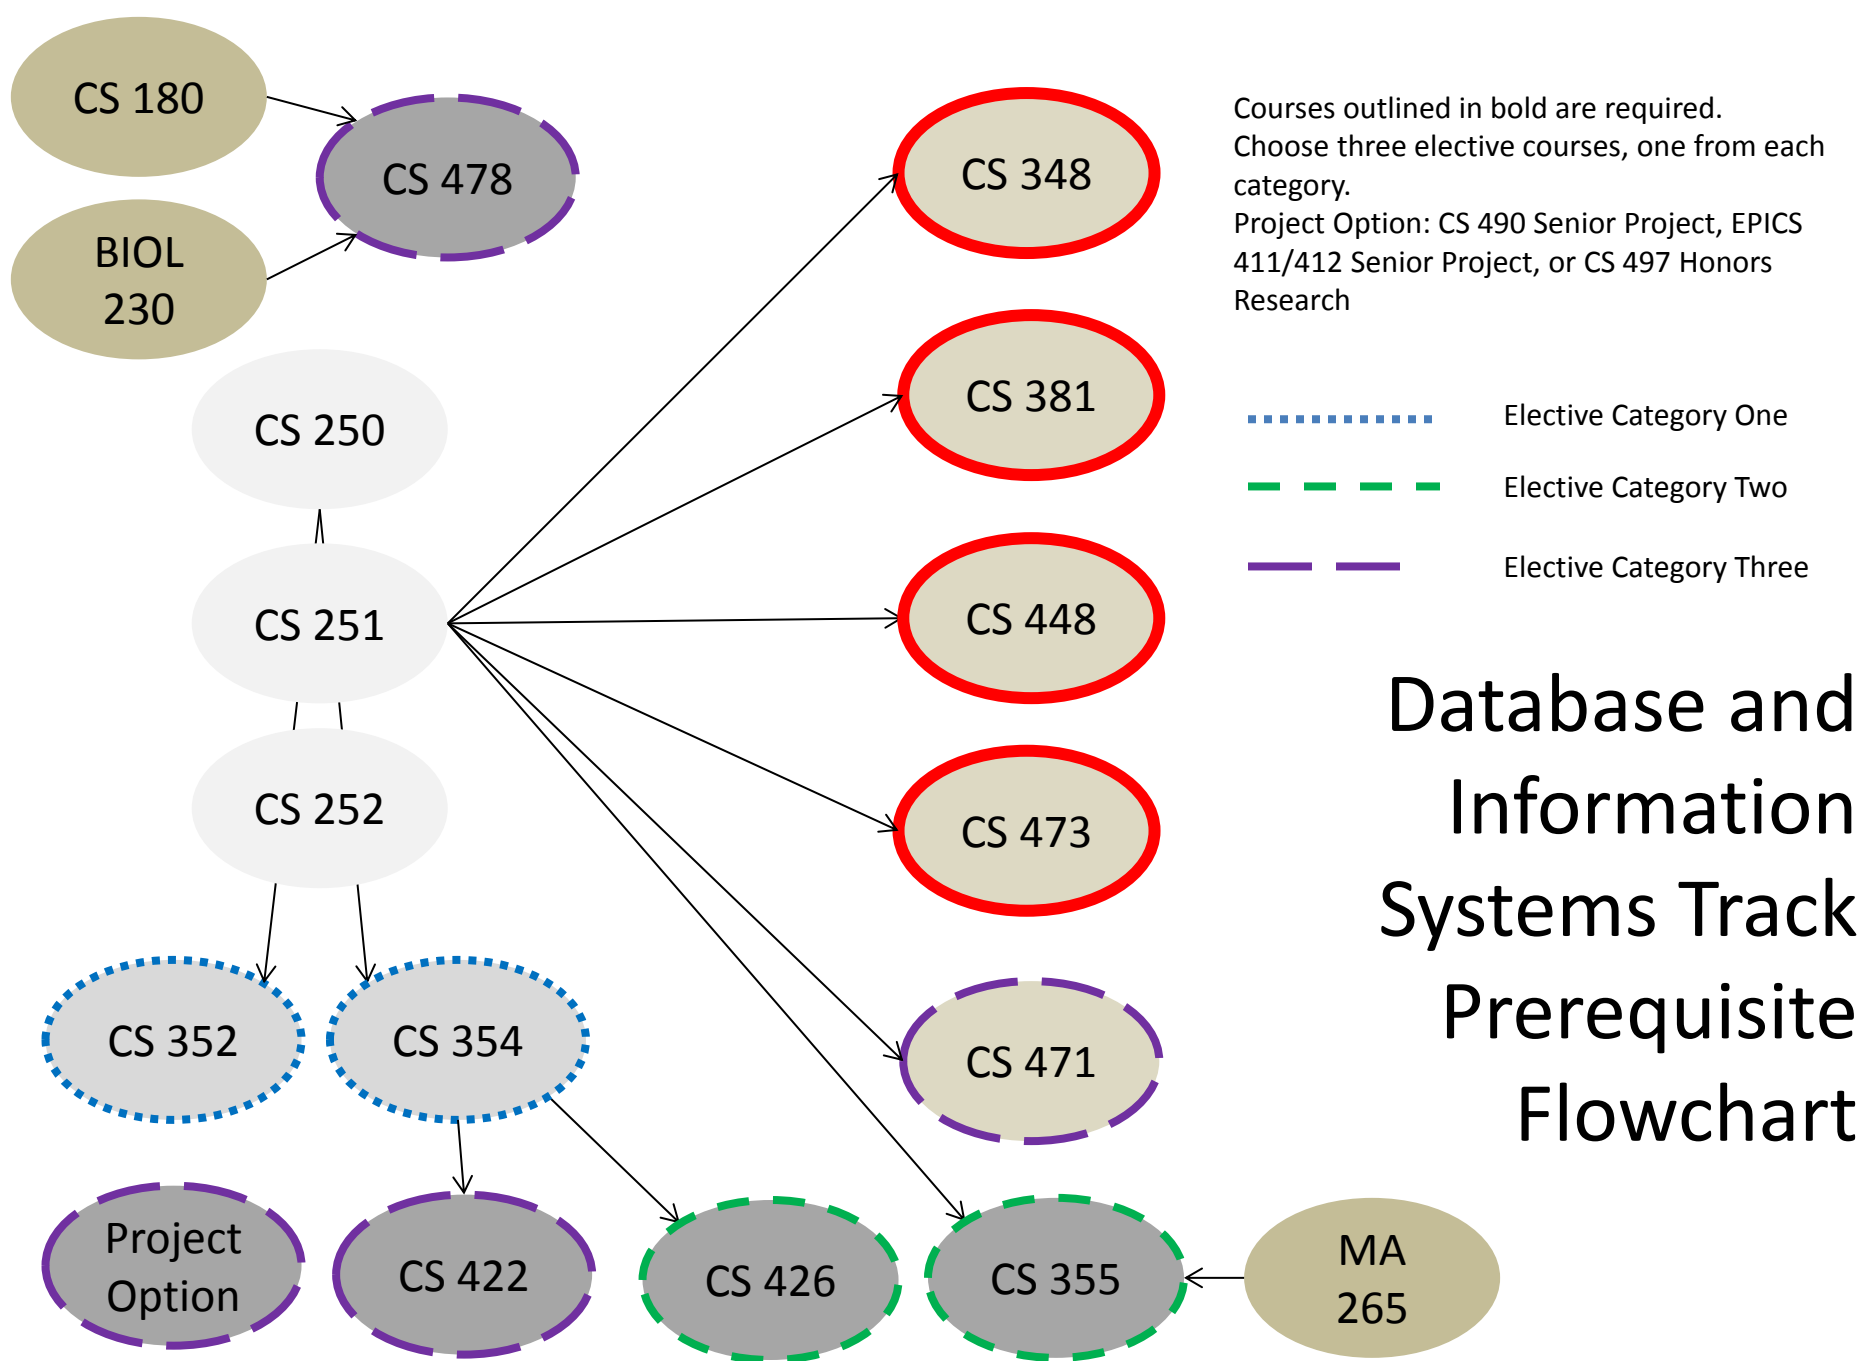 CS 180
CS 478
BIOL
230
CS 250
CS 251
CS 252
CS 352
CS 354
Project
Option
CS 422
CS 426
CS 355
MA
265
CS 348
CS 381
CS 448
CS 473
CS 471
Courses outlined in bold are required.
Choose three elective courses, one from each
category.
Project Option: CS 490 Senior Project, EPICS
411/412 Senior Project, or CS 497 Honors
Research
Elective Category One
Elective Category Two
Elective Category Three
Database and
Information
Systems Track
Prerequisite
Flowchart